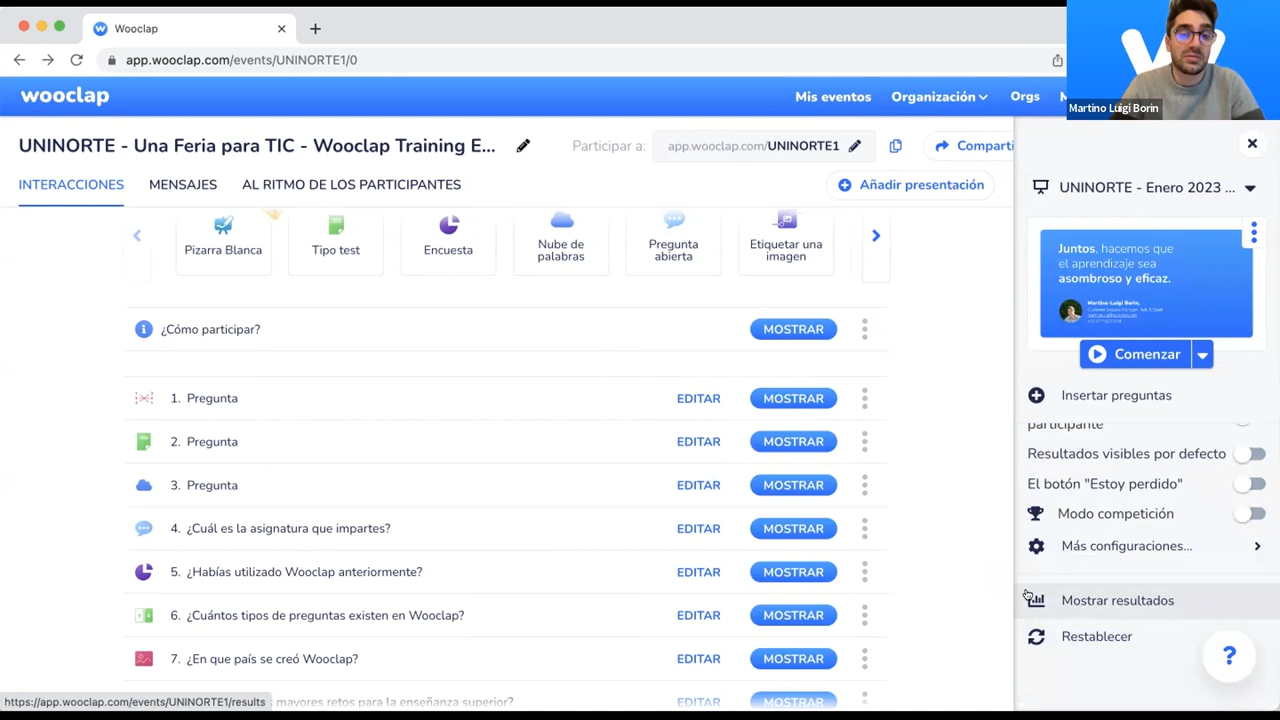 Wooclap
app.wooclap.com/events/UNINORTE1/0
Martino Luigi Borin
wooclap
Mis eventos
Organización
Orgs
UNINORTE - Una Feria para TIC - Wooclap Training E...
Participar a:
app.wooclap.com/UNINORTE1
Comparti
INTERACCIONES
MENSAJES
AL RITMO DE LOS PARTICIPANTES
Añadir presentación
Pizarra Blanca
Tipo test
Encuesta
Nube de
palabras
Pregunta
abierta
Etiquetar una
imagen
¿Cómo participar?
MOSTRAR
1. Pregunta
EDITAR
MOSTRAR
2. Pregunta
EDITAR
MOSTRAR
3. Pregunta
EDITAR
MOSTRAR
4. ¿Cuál es la asignatura que impartes?
EDITAR
MOSTRAR
5. ¿Habías utilizado Wooclap anteriormente?
EDITAR
MOSTRAR
6. ¿Cuántos tipos de preguntas existen en Wooclap?
EDITAR
MOSTRAR
7. ¿En que país se creó Wooclap?
EDITAR
MOSTRAR
mayores retos para la enseñanza superior?
EDITAR
MOSTRAR
https://app.wooclap.com/events/UNINORTE1/results
UNINORTE - Enero 2023 ...
Juntos, hacemos que
el aprendizaje sea
asombroso y eficaz.
Martino-Luigi Borin,
Comenzar
Insertar preguntas
participante
Resultados visibles por defecto
El botón "Estoy perdido"
Modo competición
Más configuraciones...
Mostrar resultados
Restablecer
?